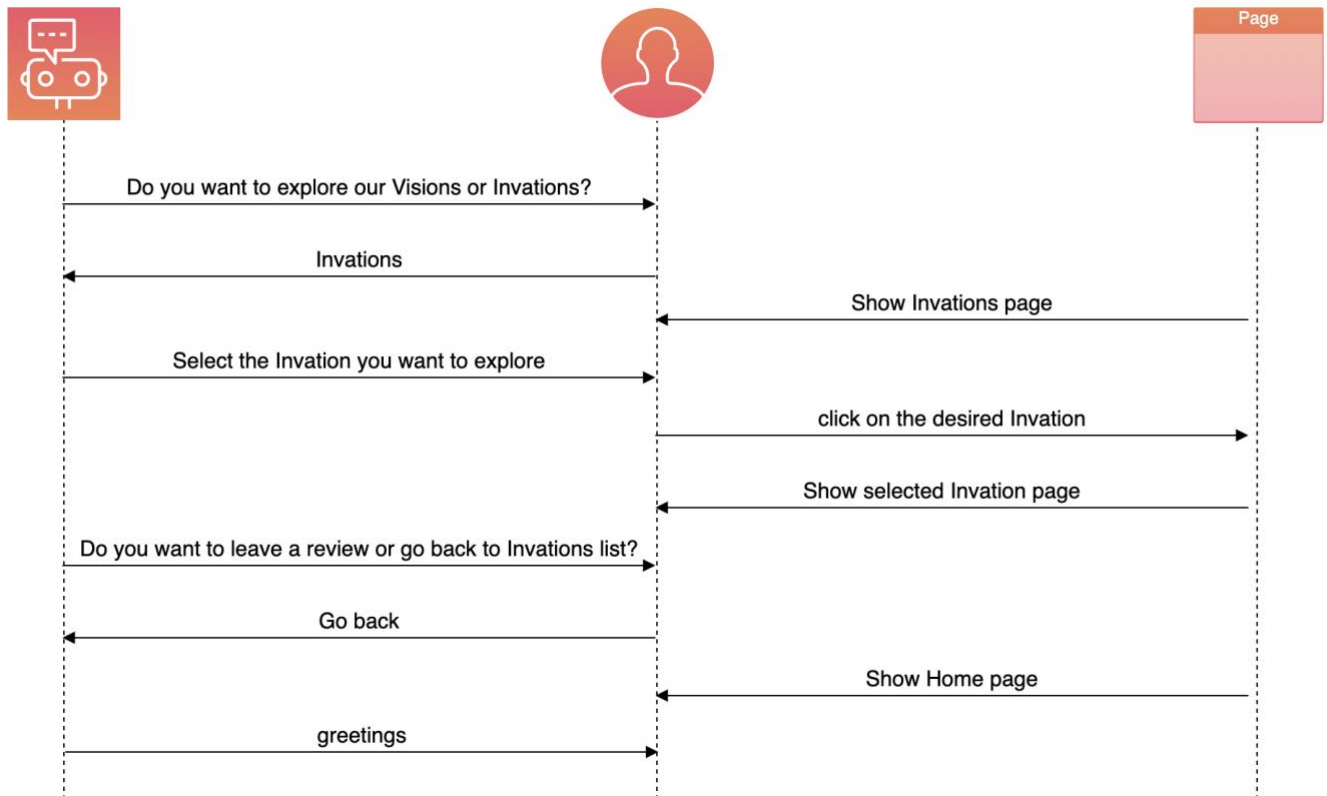 Page
Do you want to explore our Visions or Invations?
Invations
Show Invations page
Select the Invation you want to explore
click on the desired Invation
Show selected Invation page
Do you want to leave a review or go back to Invations list?
Go back
Show Home page
greetings